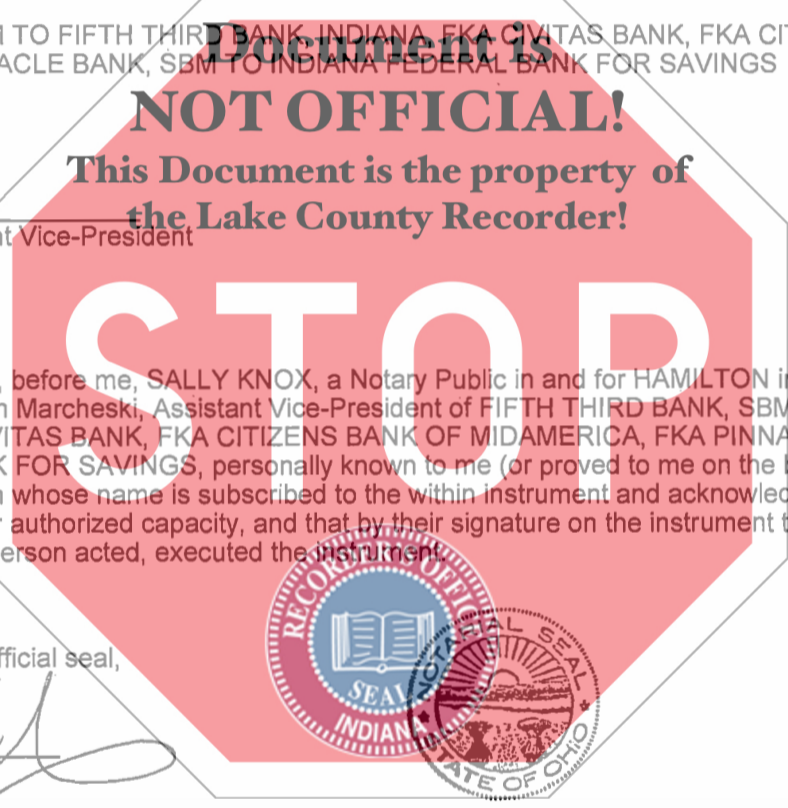 TO FIFTH THIRD BANK, INDIANA, FKA CIVITAS BANK, FKA CIT
ACLE BANK, SBM TO INDIANA FEDERAL BANK FOR SAVINGS
Document is
NOT OFFICIAL!
This Document is the property of
the Lake County Recorder!
t Vice-President
STOP
, before me, SALLY KNOX, a Notary Public in and for HAMILTON i
n Marcheski, Assistant Vice-President of FIFTH THIRD BANK, SBM
ITAS BANK, FKA CITIZENS BANK OF MIDAMERICA, FKA PINNA
K FOR SAVINGS, personally known to me (or proved to me on the b
whose name is subscribed to the within instrument and acknowled
r authorized capacity, and that by their signature on the instrument t
erson acted, executed the instrument.
RECORDER'S OFFICE
SEAL
INDIANA
fficial seal,
NOTARIAL SEAL
STATE OF OHIO